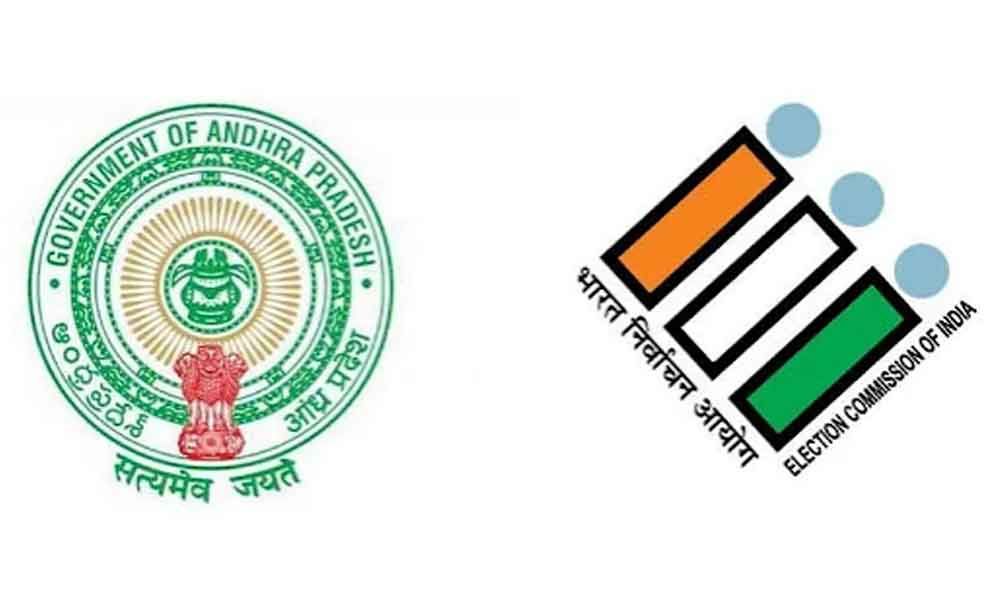 GOVERNMENT OF ANDHRA PRADESH
ఆంధ్రప్రదేశ్
आंध्र प्रदेश
सत्यमेव जयते
भारत निर्वाचन आयोग
ELECTION COMMISSION OF INDIA